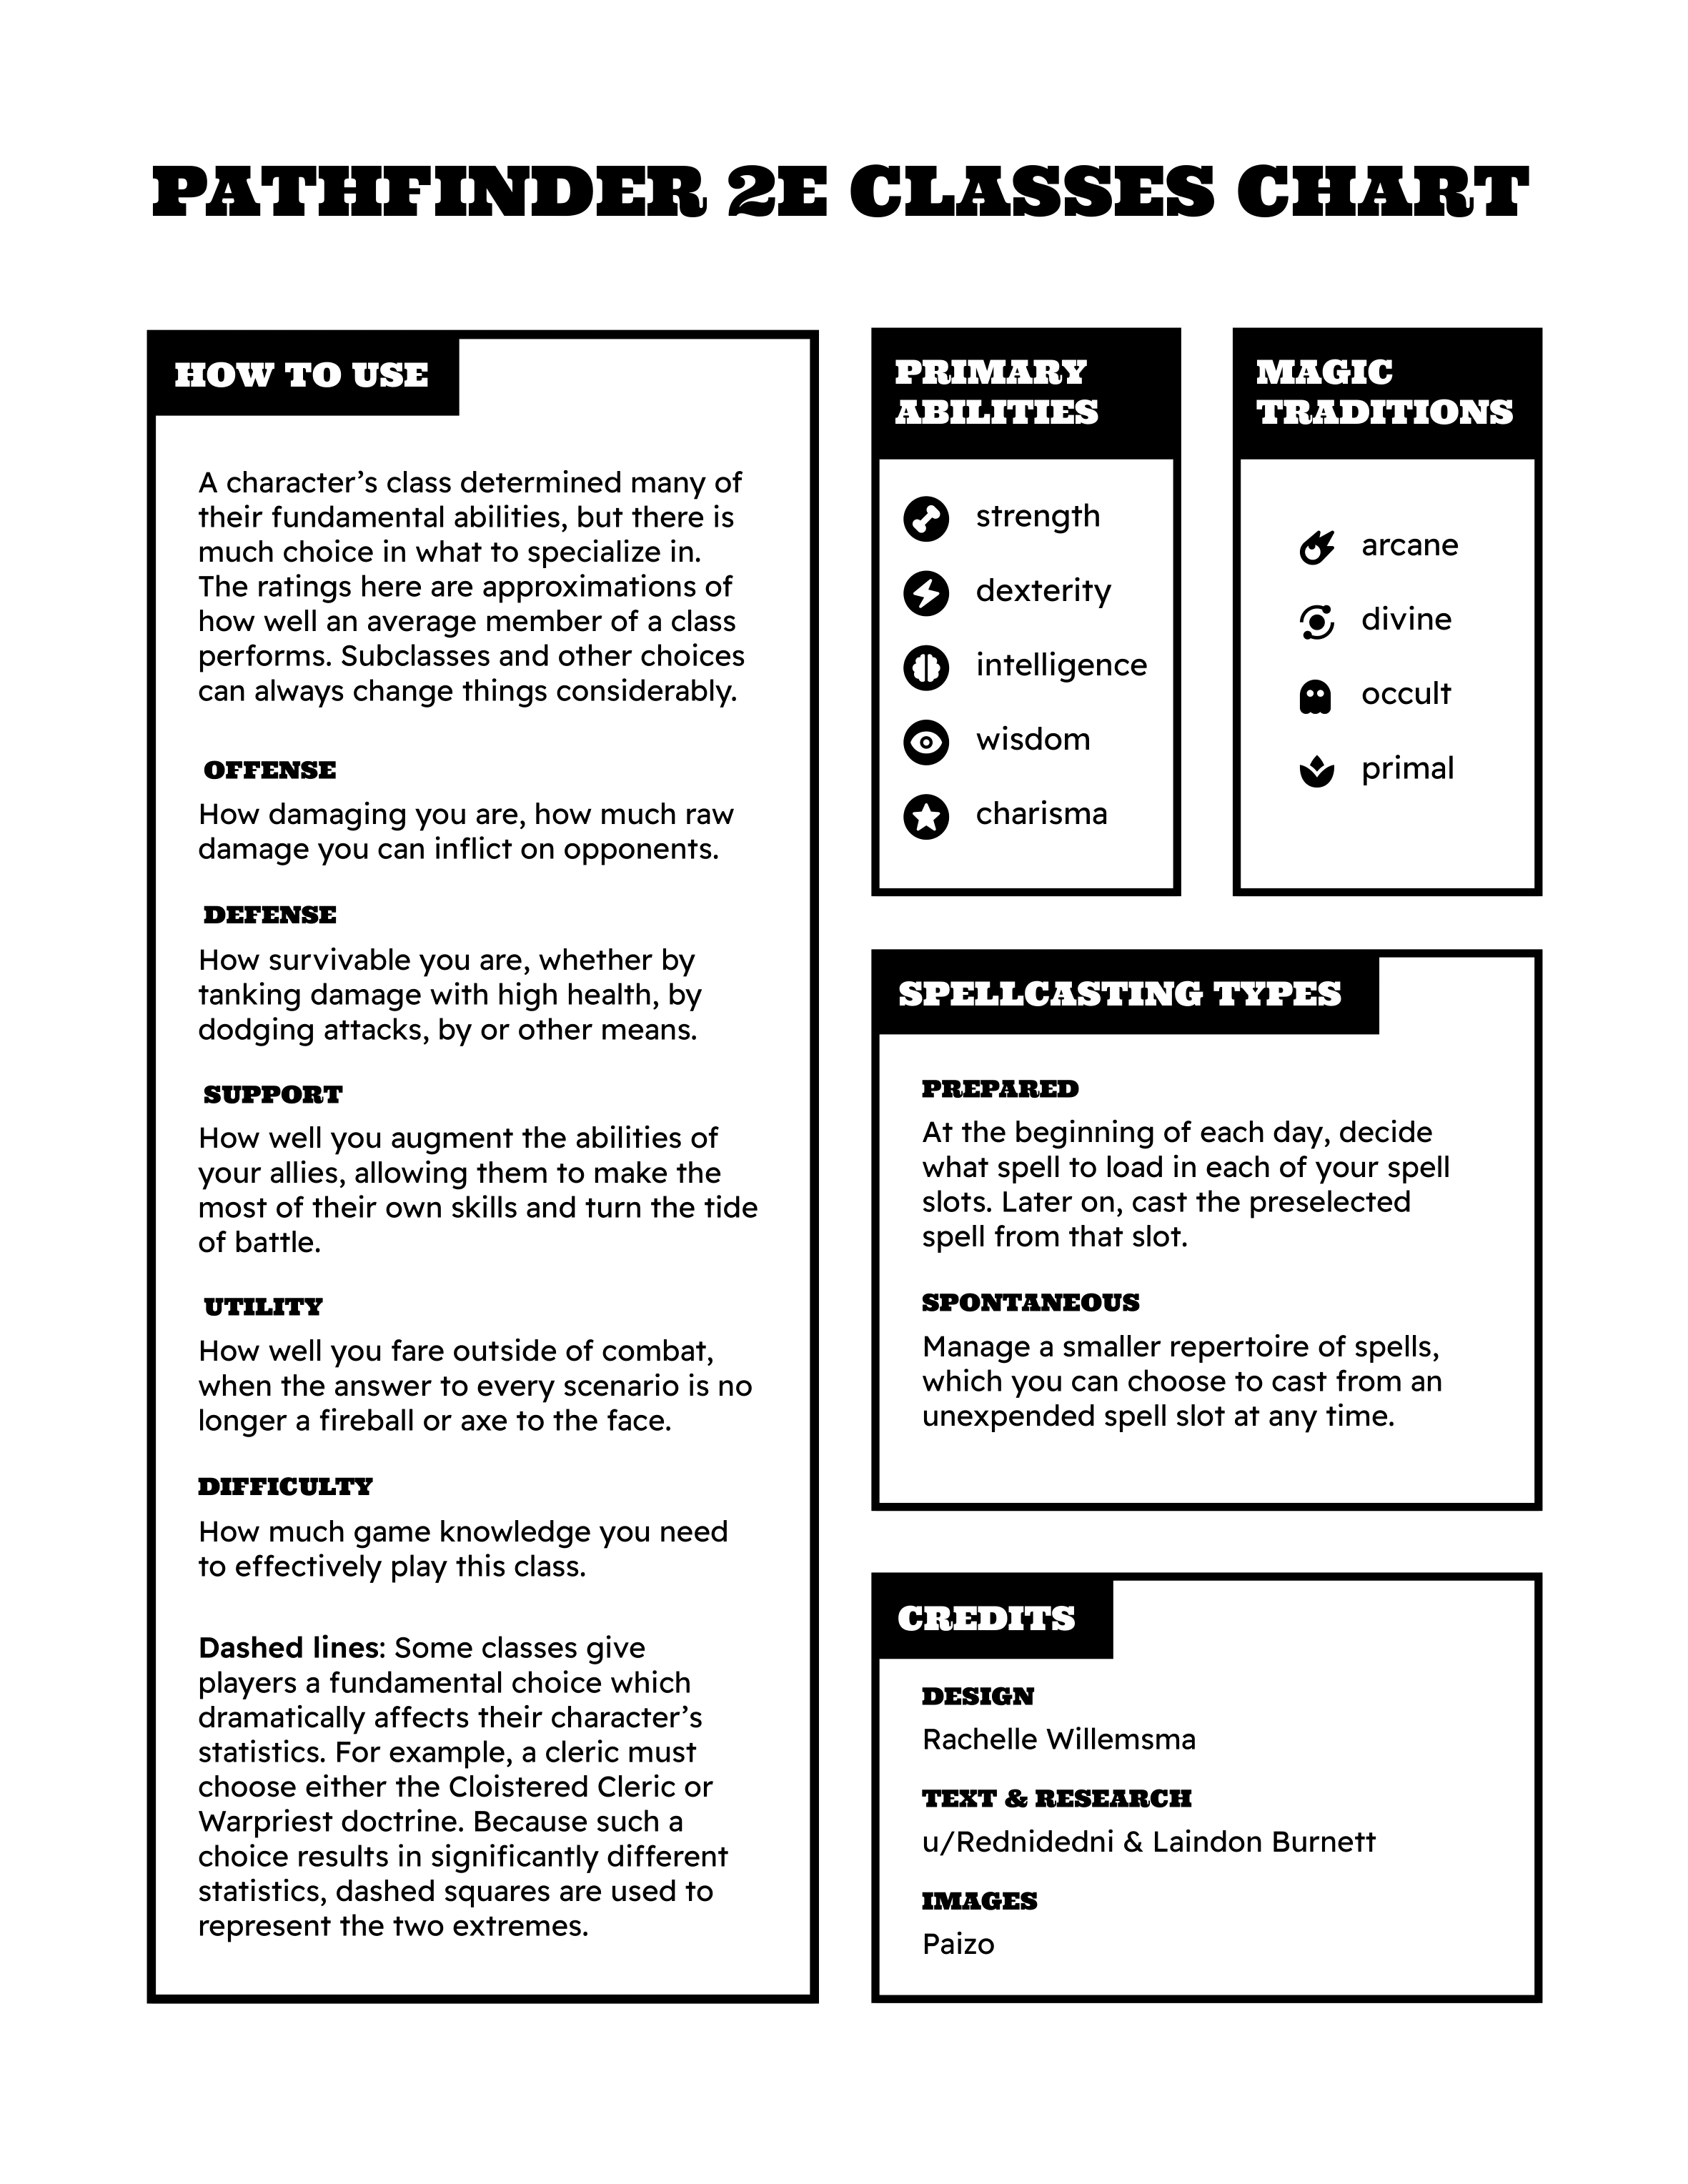 PATHFINDER 2E CLASSES CHART
HOW TO USE
A character's class determined many of
their fundamental abilities, but there is
much choice in what to specialize in.
The ratings here are approximations of
how well an average member of a class
performs. Subclasses and other choices
can always change things considerably.
OFFENSE
How damaging you are, how much raw
damage you can inflict on opponents.
DEFENSE
How survivable you are, whether by
tanking damage with high health, by
dodging attacks, by or other means.
SUPPORT
How well you augment the abilities of
your allies, allowing them to make the
most of their own skills and turn the tide
of battle.
UTILITY
How well you fare outside of combat,
when the answer to every scenario is no
longer a fireball or axe to the face.
DIFFICULTY
How much game knowledge you need
to effectively play this class.
Dashed lines: Some classes give
players a fundamental choice which
dramatically affects their character's
statistics. For example, a cleric must
choose either the Cloistered Cleric or
Warpriest doctrine. Because such a
choice results in significantly different
statistics, dashed squares are used to
represent the two extremes.
PRIMARY
ABILITIES
strength
dexterity
intelligence
wisdom
charisma
MAGIC
TRADITIONS
arcane
divine
occult
primal
SPELLCASTING TYPES
PREPARED
At the beginning of each day, decide
what spell to load in each of your spell
slots. Later on, cast the preselected
spell from that slot.
SPONTANEOUS
Manage a smaller repertoire of spells,
which you can choose to cast from an
unexpended spell slot at any time.
CREDITS
DESIGN
Rachelle Willemsma
TEXT & RESEARCH
u/Rednidedni & Laindon Burnett
IMAGES
Paizo